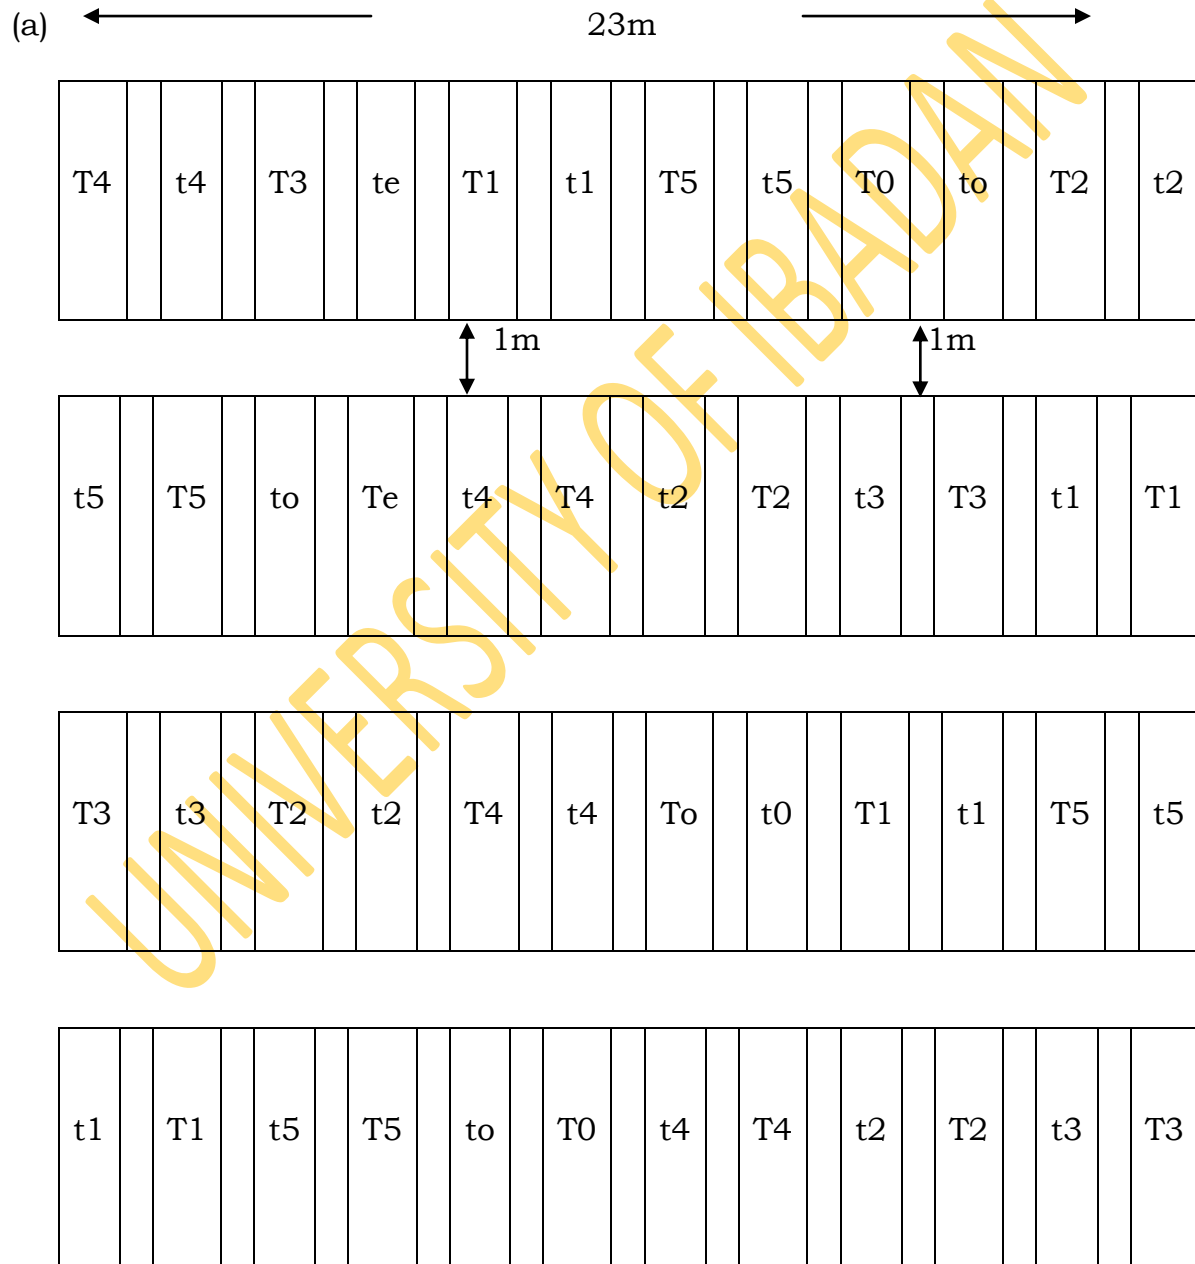 (a) 23m
T4 t4 T3 te T1 t1 T5 t5 T0 to T2 t2
1m 1m
t5 T5 to Te t4 T4 t2 T2 t3 T3 t1 T1
T3 t3 T2 t2 T4 t4 To t0 T1 t1 T5 t5
t1 T1 t5 T5 to T0 t4 T4 t2 T2 t3 T3
UNIVERSITY OF IBADAN